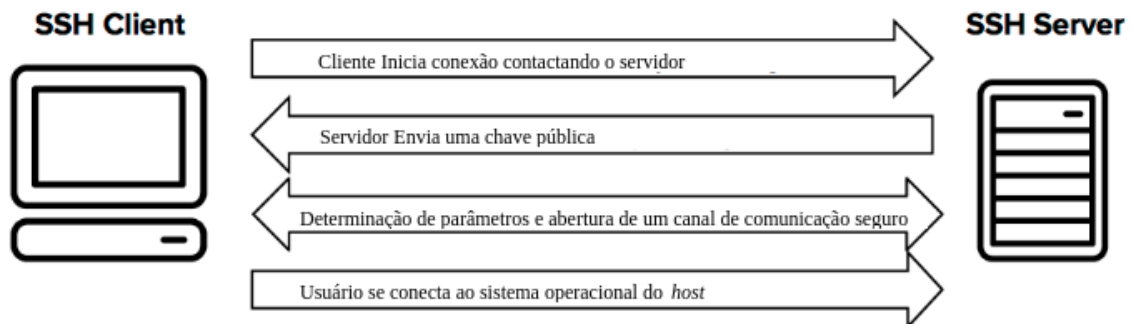 SSH Client
SSH Server
Cliente Inicia conexão contactando o servidor
Servidor Envia uma chave pública
Determinação de parâmetros e abertura de um canal de comunicação seguro
Usuário se conecta ao sistema operacional do host